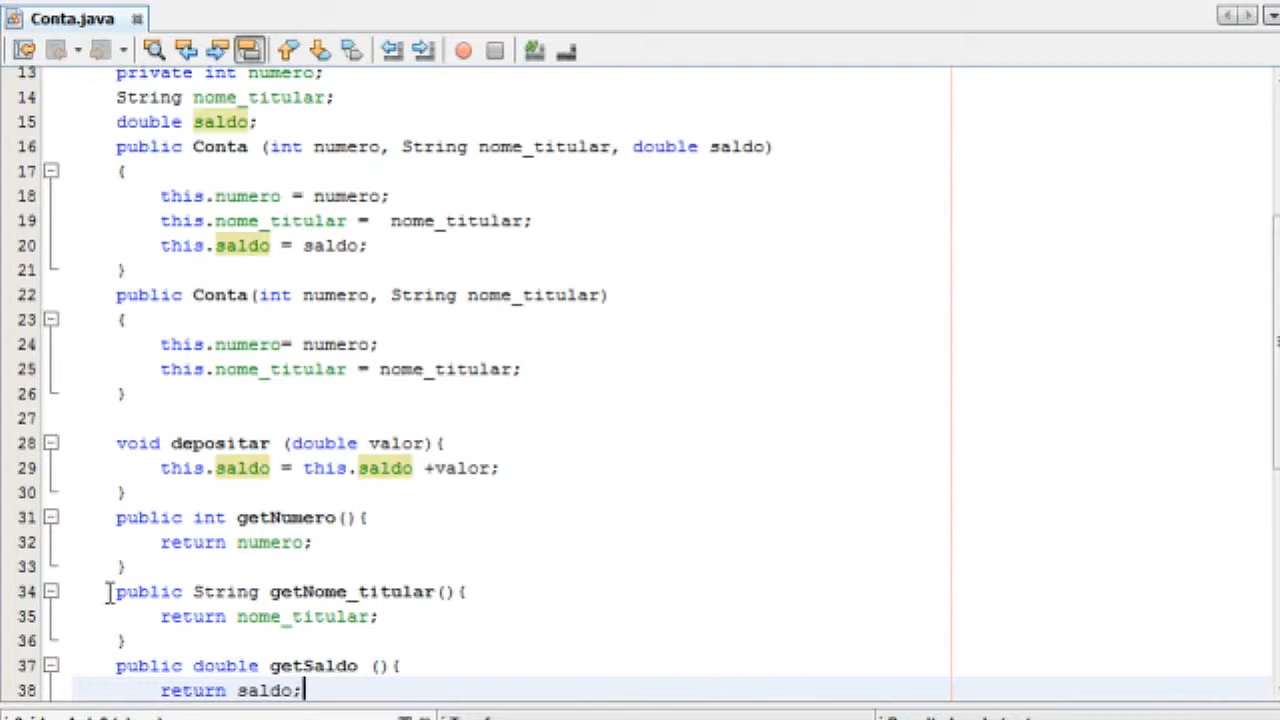 Conta.java
13 private int numero;
14 String nome_titular;
15 double saldo;
16 public Conta (int numero, String nome_titular, double saldo)
17 {
18 this.numero = numero;
19 this.nome_titular =  nome_titular;
20 this.saldo = saldo;
21 }
22 public Conta(int numero, String nome_titular)
23 {
24 this.numero= numero;
25 this.nome_titular = nome_titular;
26 }
27
28 void depositar (double valor){
29 this.saldo = this.saldo +valor;
30 }
31 public int getNumero(){
32 return numero;
33 }
34 public String getNome_titular(){
35 return nome_titular;
36 }
37 public double getSaldo (){
38 return saldo;